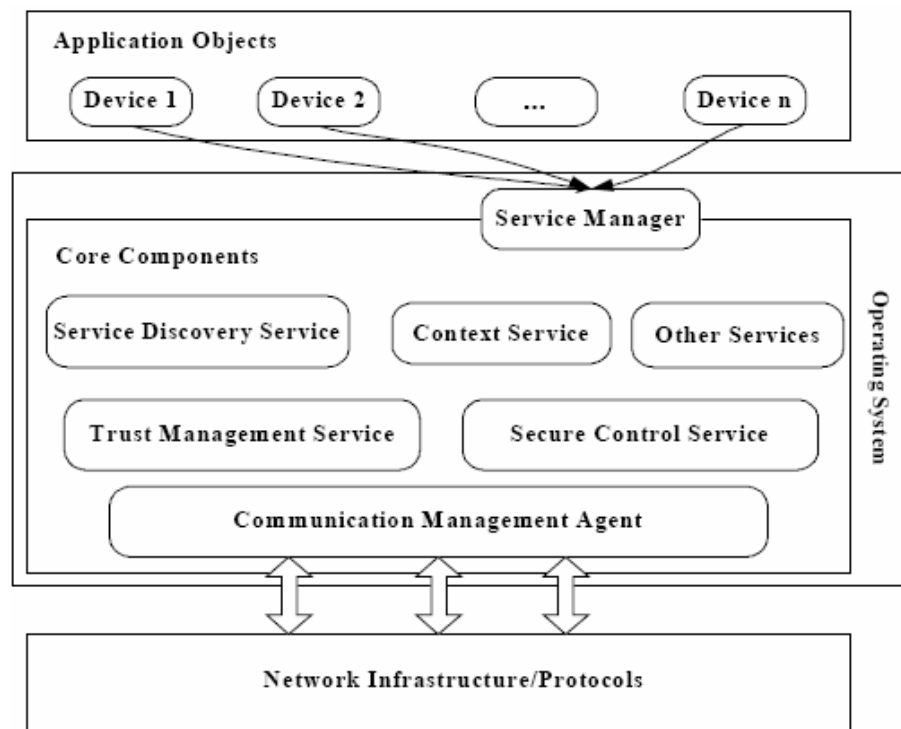 Application Objects
Device 1
Device 2
...
Device n
Service Manager
Core Components
Service Discovery Service
Context Service
Other Services
Operating System
Trust Management Service
Secure Control Service
Communication Management Agent
Network Infrastructure/Protocols